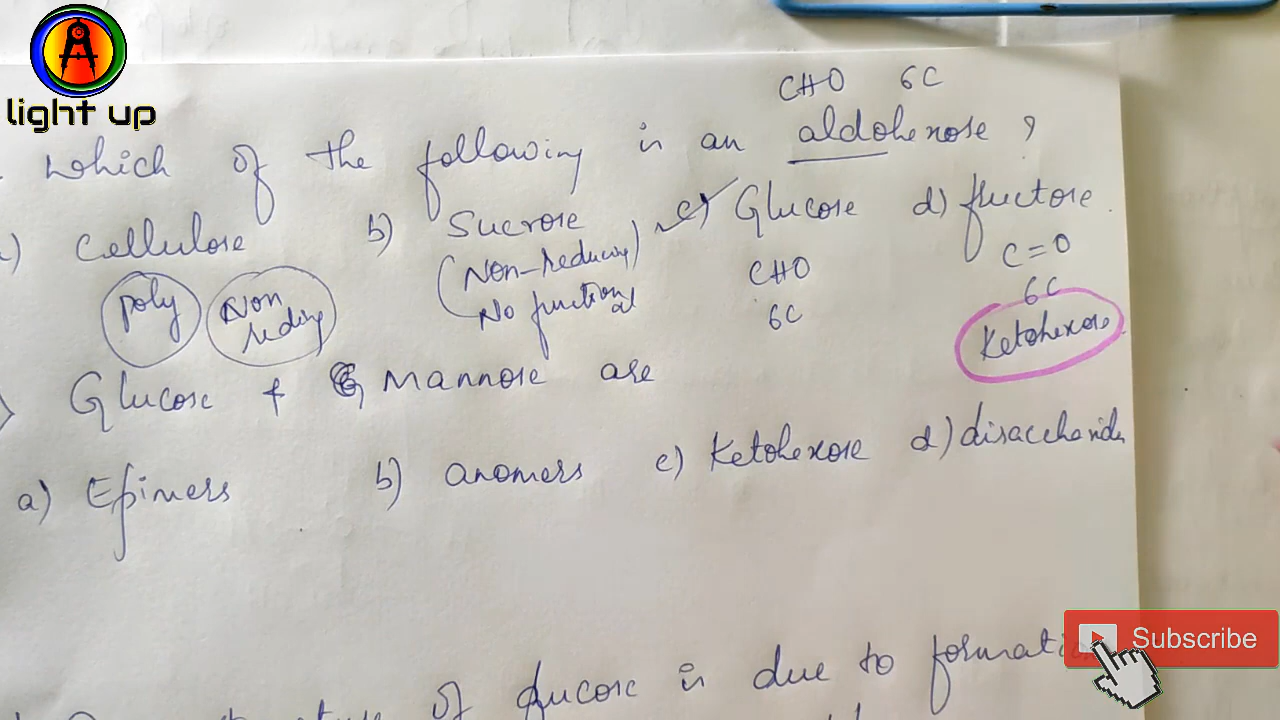 light up
CHO 6C
which of the following is an aldohexose ?
) cellulose b) Sucrose c) Glucose d) fructose.
(Non-reducing) CHO C=O
poly Non reding No functional 6C 6C
Ketohexose
Glucose + Mannose are
a) Epimers b) anomers c) Ketohexose d) disaccharide
Subscribe
of glucose is due to formation